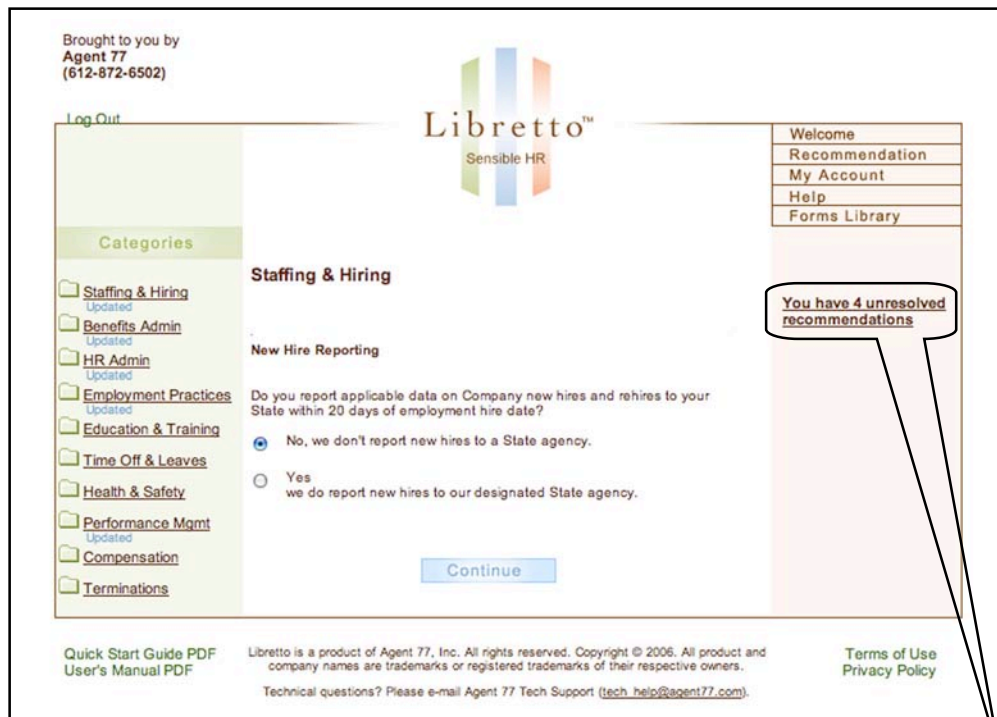 Brought to you by
Agent 77
(612-872-6502)
Log Out
Libretto™
Sensible HR
Welcome
Recommendation
My Account
Help
Forms Library
Categories
Staffing & Hiring
Updated
Benefits Admin
Updated
HR Admin
Updated
Employment Practices
Updated
Education & Training
Time Off & Leaves
Health & Safety
Performance Mgmt
Updated
Compensation
Terminations
Staffing & Hiring
New Hire Reporting
Do you report applicable data on Company new hires and rehires to your
State within 20 days of employment hire date?
No, we don't report new hires to a State agency.
Yes
we do report new hires to our designated State agency.
Continue
You have 4 unresolved
recommendations
Quick Start Guide PDF
User's Manual PDF
Libretto is a product of Agent 77, Inc. All rights reserved. Copyright © 2006. All product and
company names are trademarks or registered trademarks of their respective owners.
Technical questions? Please e-mail Agent 77 Tech Support (tech_help@agent77.com).
Terms of Use
Privacy Policy